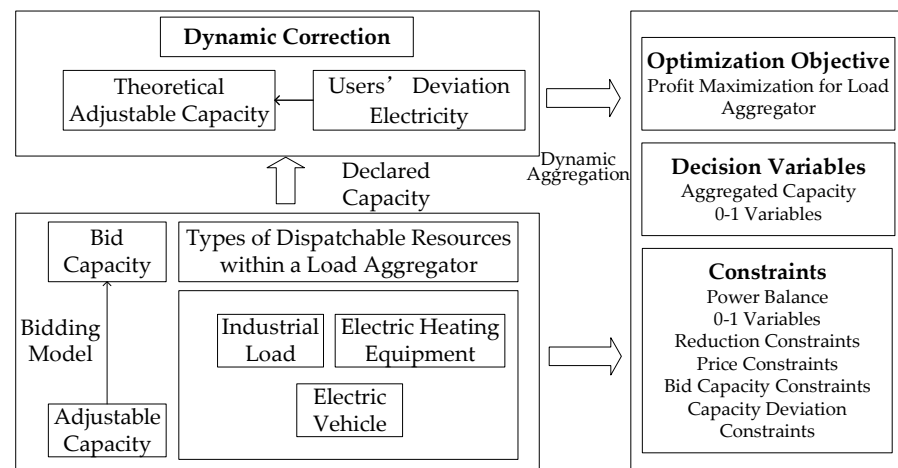 Dynamic Correction
Theoretical
Adjustable Capacity
Users' Deviation
Electricity
Declared
Capacity
Dynamic
Aggregation
Bid
Capacity
Types of Dispatchable Resources
within a Load Aggregator
Bidding
Model
Industrial
Load
Electric Heating
Equipment
Electric
Vehicle
Adjustable
Capacity
Optimization Objective
Profit Maximization for Load
Aggregator
Decision Variables
Aggregated Capacity
0-1 Variables
Constraints
Power Balance
0-1 Variables
Reduction Constraints
Price Constraints
Bid Capacity Constraints
Capacity Deviation
Constraints